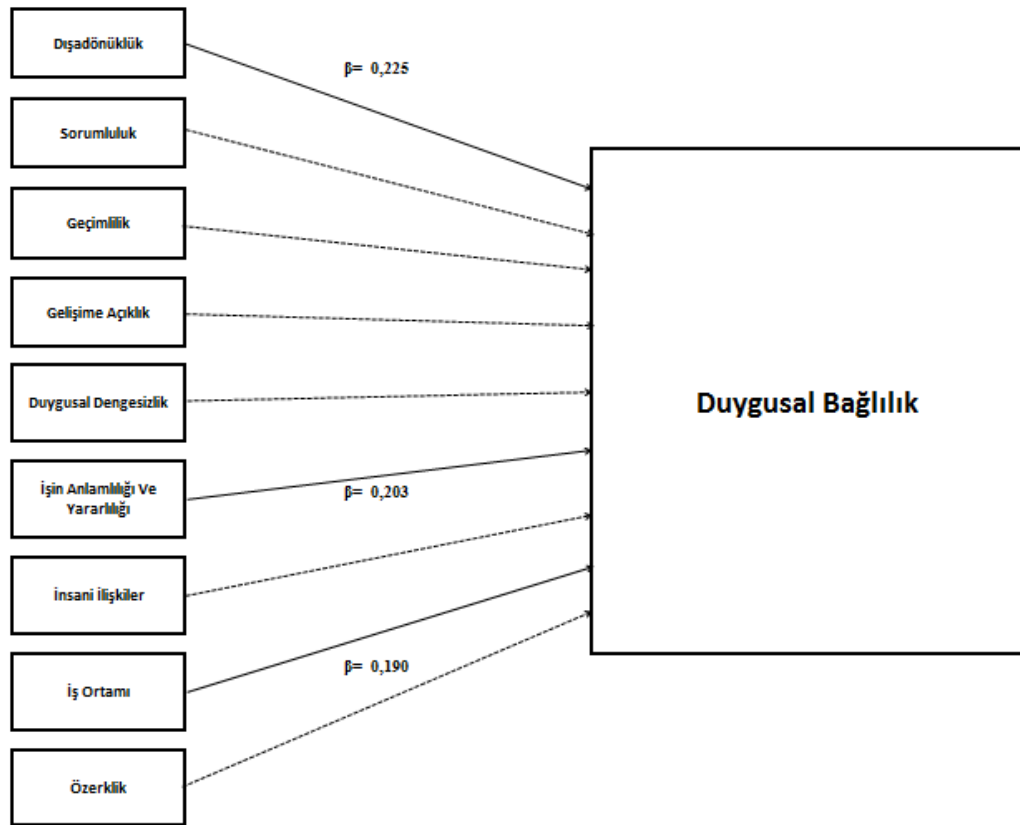 Dışadönüklük
β= 0,225
Sorumluluk
Geçimlilik
Gelişime Açıklık
Duygusal Dengesizlik
Duygusal Bağlılık
İşin Anlamlılığı Ve
Yararlılığı
β= 0,203
İnsani İlişkiler
β= 0,190
İş Ortamı
Özerklik